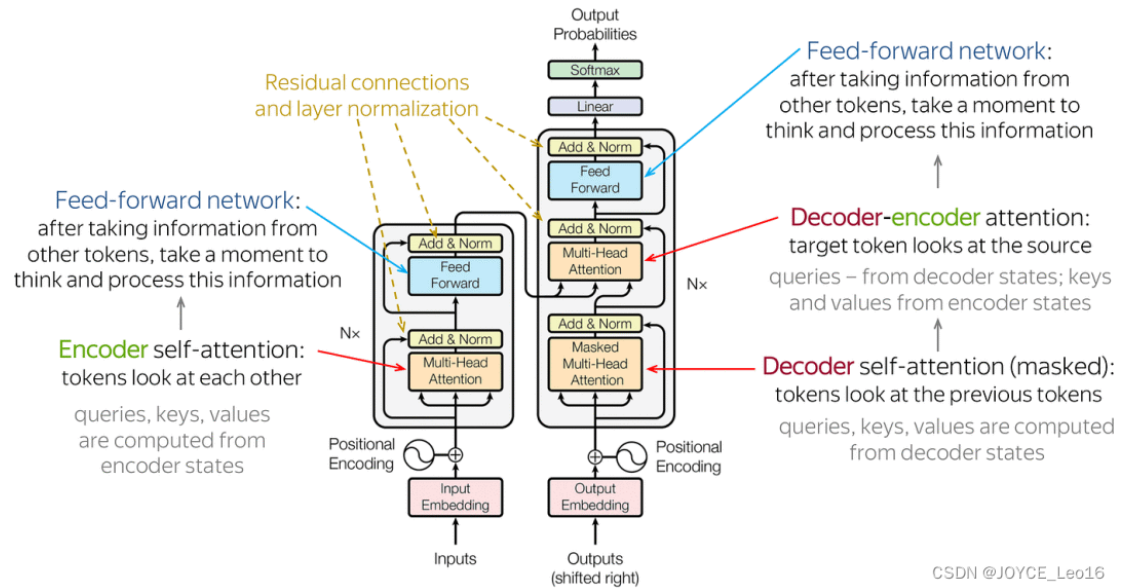 Output
Probabilities
Softmax
Linear
Add & Norm
Feed
Forward
Add & Norm
Multi-Head
Attention
Add & Norm
Masked
Multi-Head
Attention
Nx
Positional
Encoding
Output
Embedding
Outputs
(shifted right)
Residual connections
and layer normalization
Feed-forward network:
after taking information from
other tokens, take a moment to
think and process this information
Encoder self-attention:
tokens look at each other
queries, keys, values
are computed from
encoder states
Nx
Add & Norm
Feed
Forward
Add & Norm
Multi-Head
Attention
Positional
Encoding
Input
Embedding
Inputs
Feed-forward network:
after taking information from
other tokens, take a moment to
think and process this information
Decoder-encoder attention:
target token looks at the source
queries – from decoder states; keys
and values from encoder states
Decoder self-attention (masked):
tokens look at the previous tokens
queries, keys, values are computed
from decoder states
CSDN @JOYCE_Leo16